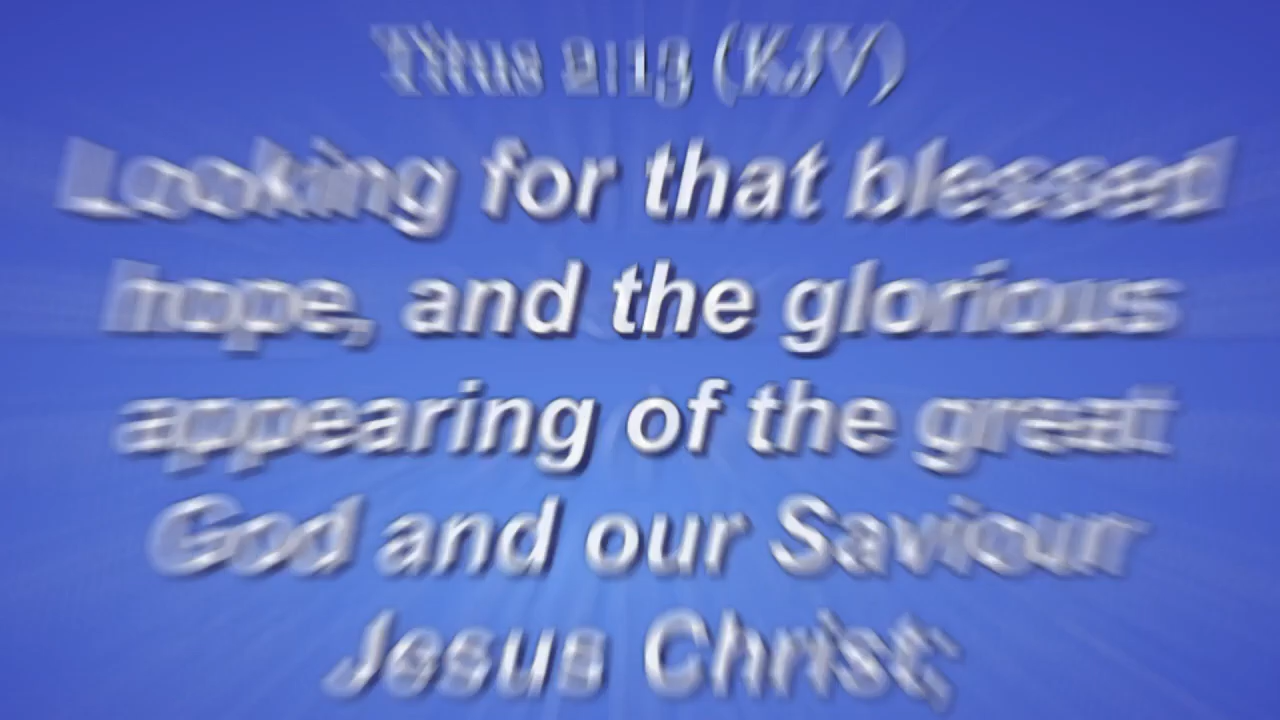 Titus 2:13 (KJV)
Looking for that blessed
hope, and the glorious
appearing of the great
God and our Saviour
Jesus Christ;